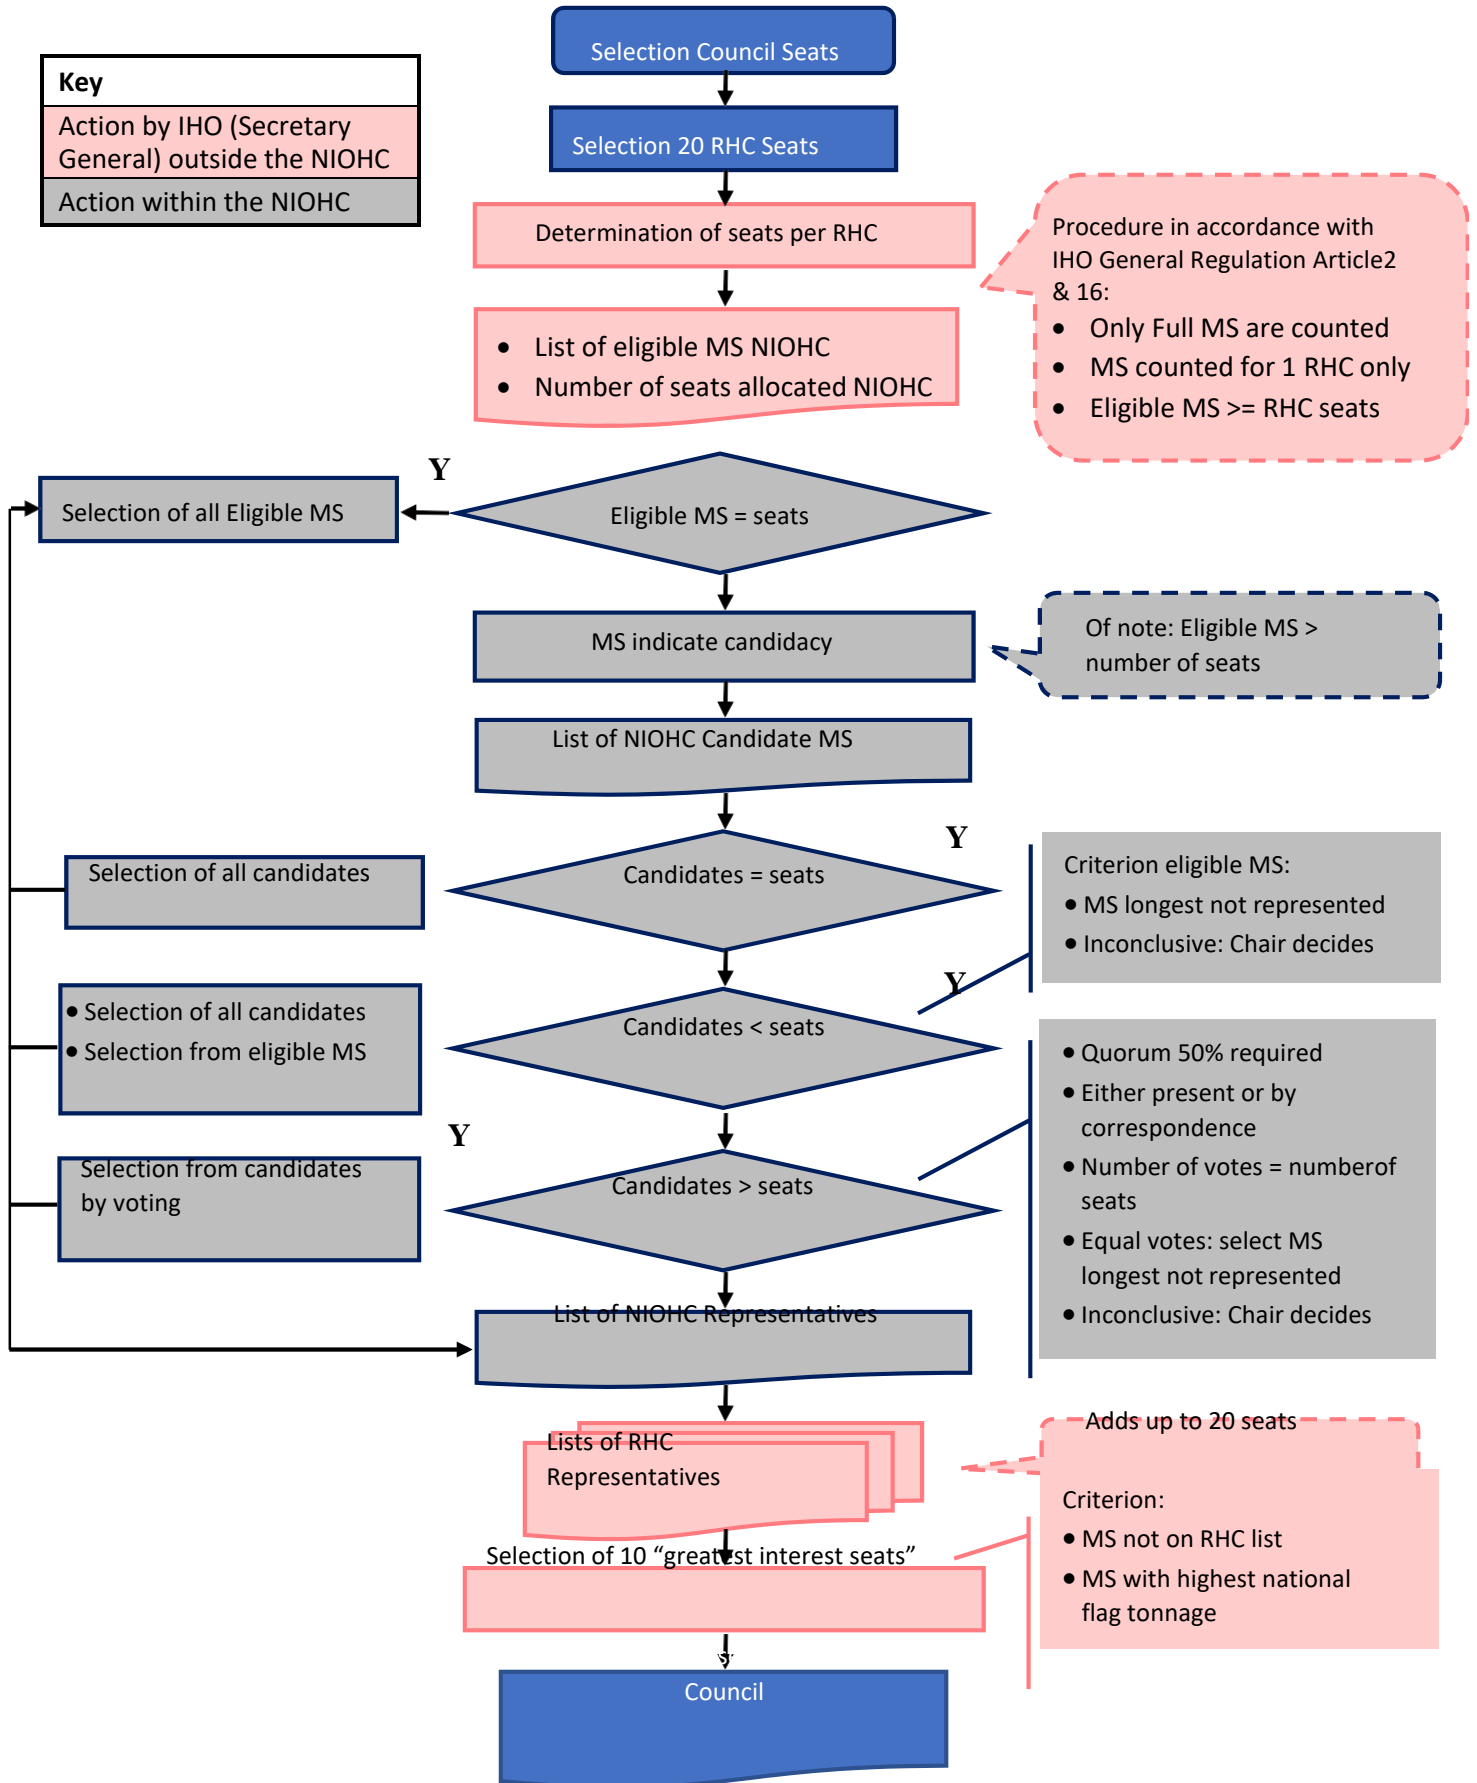 Selection Council Seats
Key
Action by IHO (Secretary
General) outside the NIOHC
Action within the NIOHC
Selection 20 RHC Seats
Determination of seats per RHC
Procedure in accordance with
IHO General Regulation Article2
& 16:
• Only Full MS are counted
• MS counted for 1 RHC only
• Eligible MS >= RHC seats
• List of eligible MS NIOHC
• Number of seats allocated NIOHC
Y
Selection of all Eligible MS
Eligible MS = seats
MS indicate candidacy
Of note: Eligible MS >
number of seats
List of NIOHC Candidate MS
Y
Selection of all candidates
Candidates = seats
Criterion eligible MS:
• MS longest not represented
• Inconclusive: Chair decides
Y
• Selection of all candidates
• Selection from eligible MS
Candidates < seats
• Quorum 50% required
• Either present or by
correspondence
• Number of votes = numberof
seats
• Equal votes: select MS
longest not represented
• Inconclusive: Chair decides
Y
Selection from candidates
by voting
Candidates > seats
List of NIOHC Representatives
Lists of RHC
Representatives
Adds up to 20 seats
Criterion:
• MS not on RHC list
• MS with highest national
flag tonnage
Selection of 10 “greatest interest seats”
Council